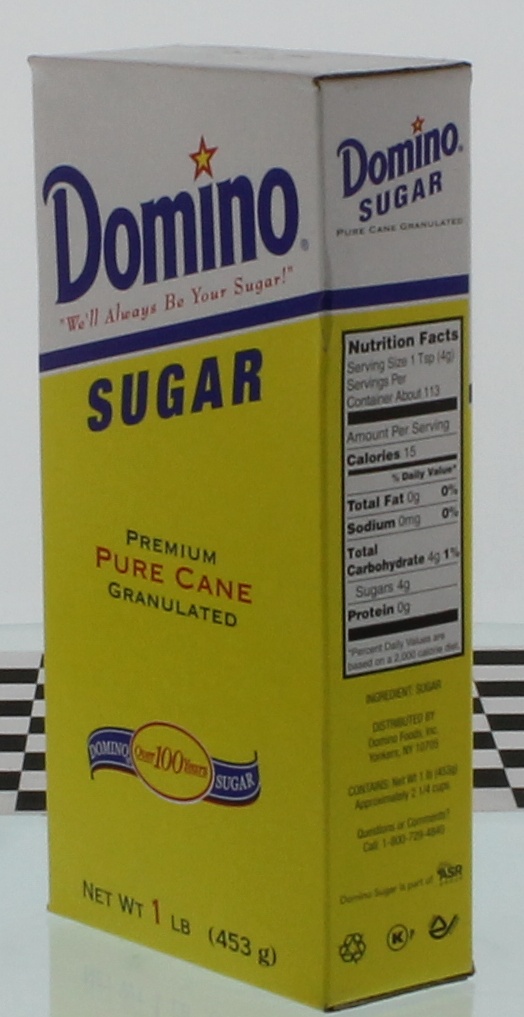 Domino®
"We'll Always Be Your Sugar!"
SUGAR
PREMIUM
PURE CANE
GRANULATED
DOMINO Over 100 Years SUGAR
NET WT 1 LB (453 g)
Domino®
SUGAR
PURE CANE GRANULATED
Nutrition Facts
Serving Size 1 Tsp (4g)
Servings Per
Container About 113
Amount Per Serving
Calories 15
% Daily Value*
Total Fat 0g 0%
Sodium 0mg 0%
Total
Carbohydrate 4g 1%
Sugars 4g
Protein 0g
*Percent Daily Values are
based on a 2,000 calorie diet.
INGREDIENT: SUGAR
DISTRIBUTED BY
Domino Foods, Inc.
Yonkers, NY 10705
CONTAINS: Net Wt 1 lb (453g)
Approximately 2 1/4 cups
Questions or Comments?
Call: 1-800-729-4840
Domino Sugar is part of ASR
K P